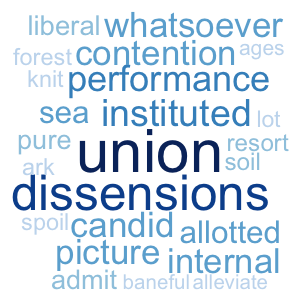 liberal whatsoever
forest contention ages
knit performance
sea instituted lot
pure union resort
ark soil
dissensions
spoil candid allotted
picture internal
admit baneful alleviate